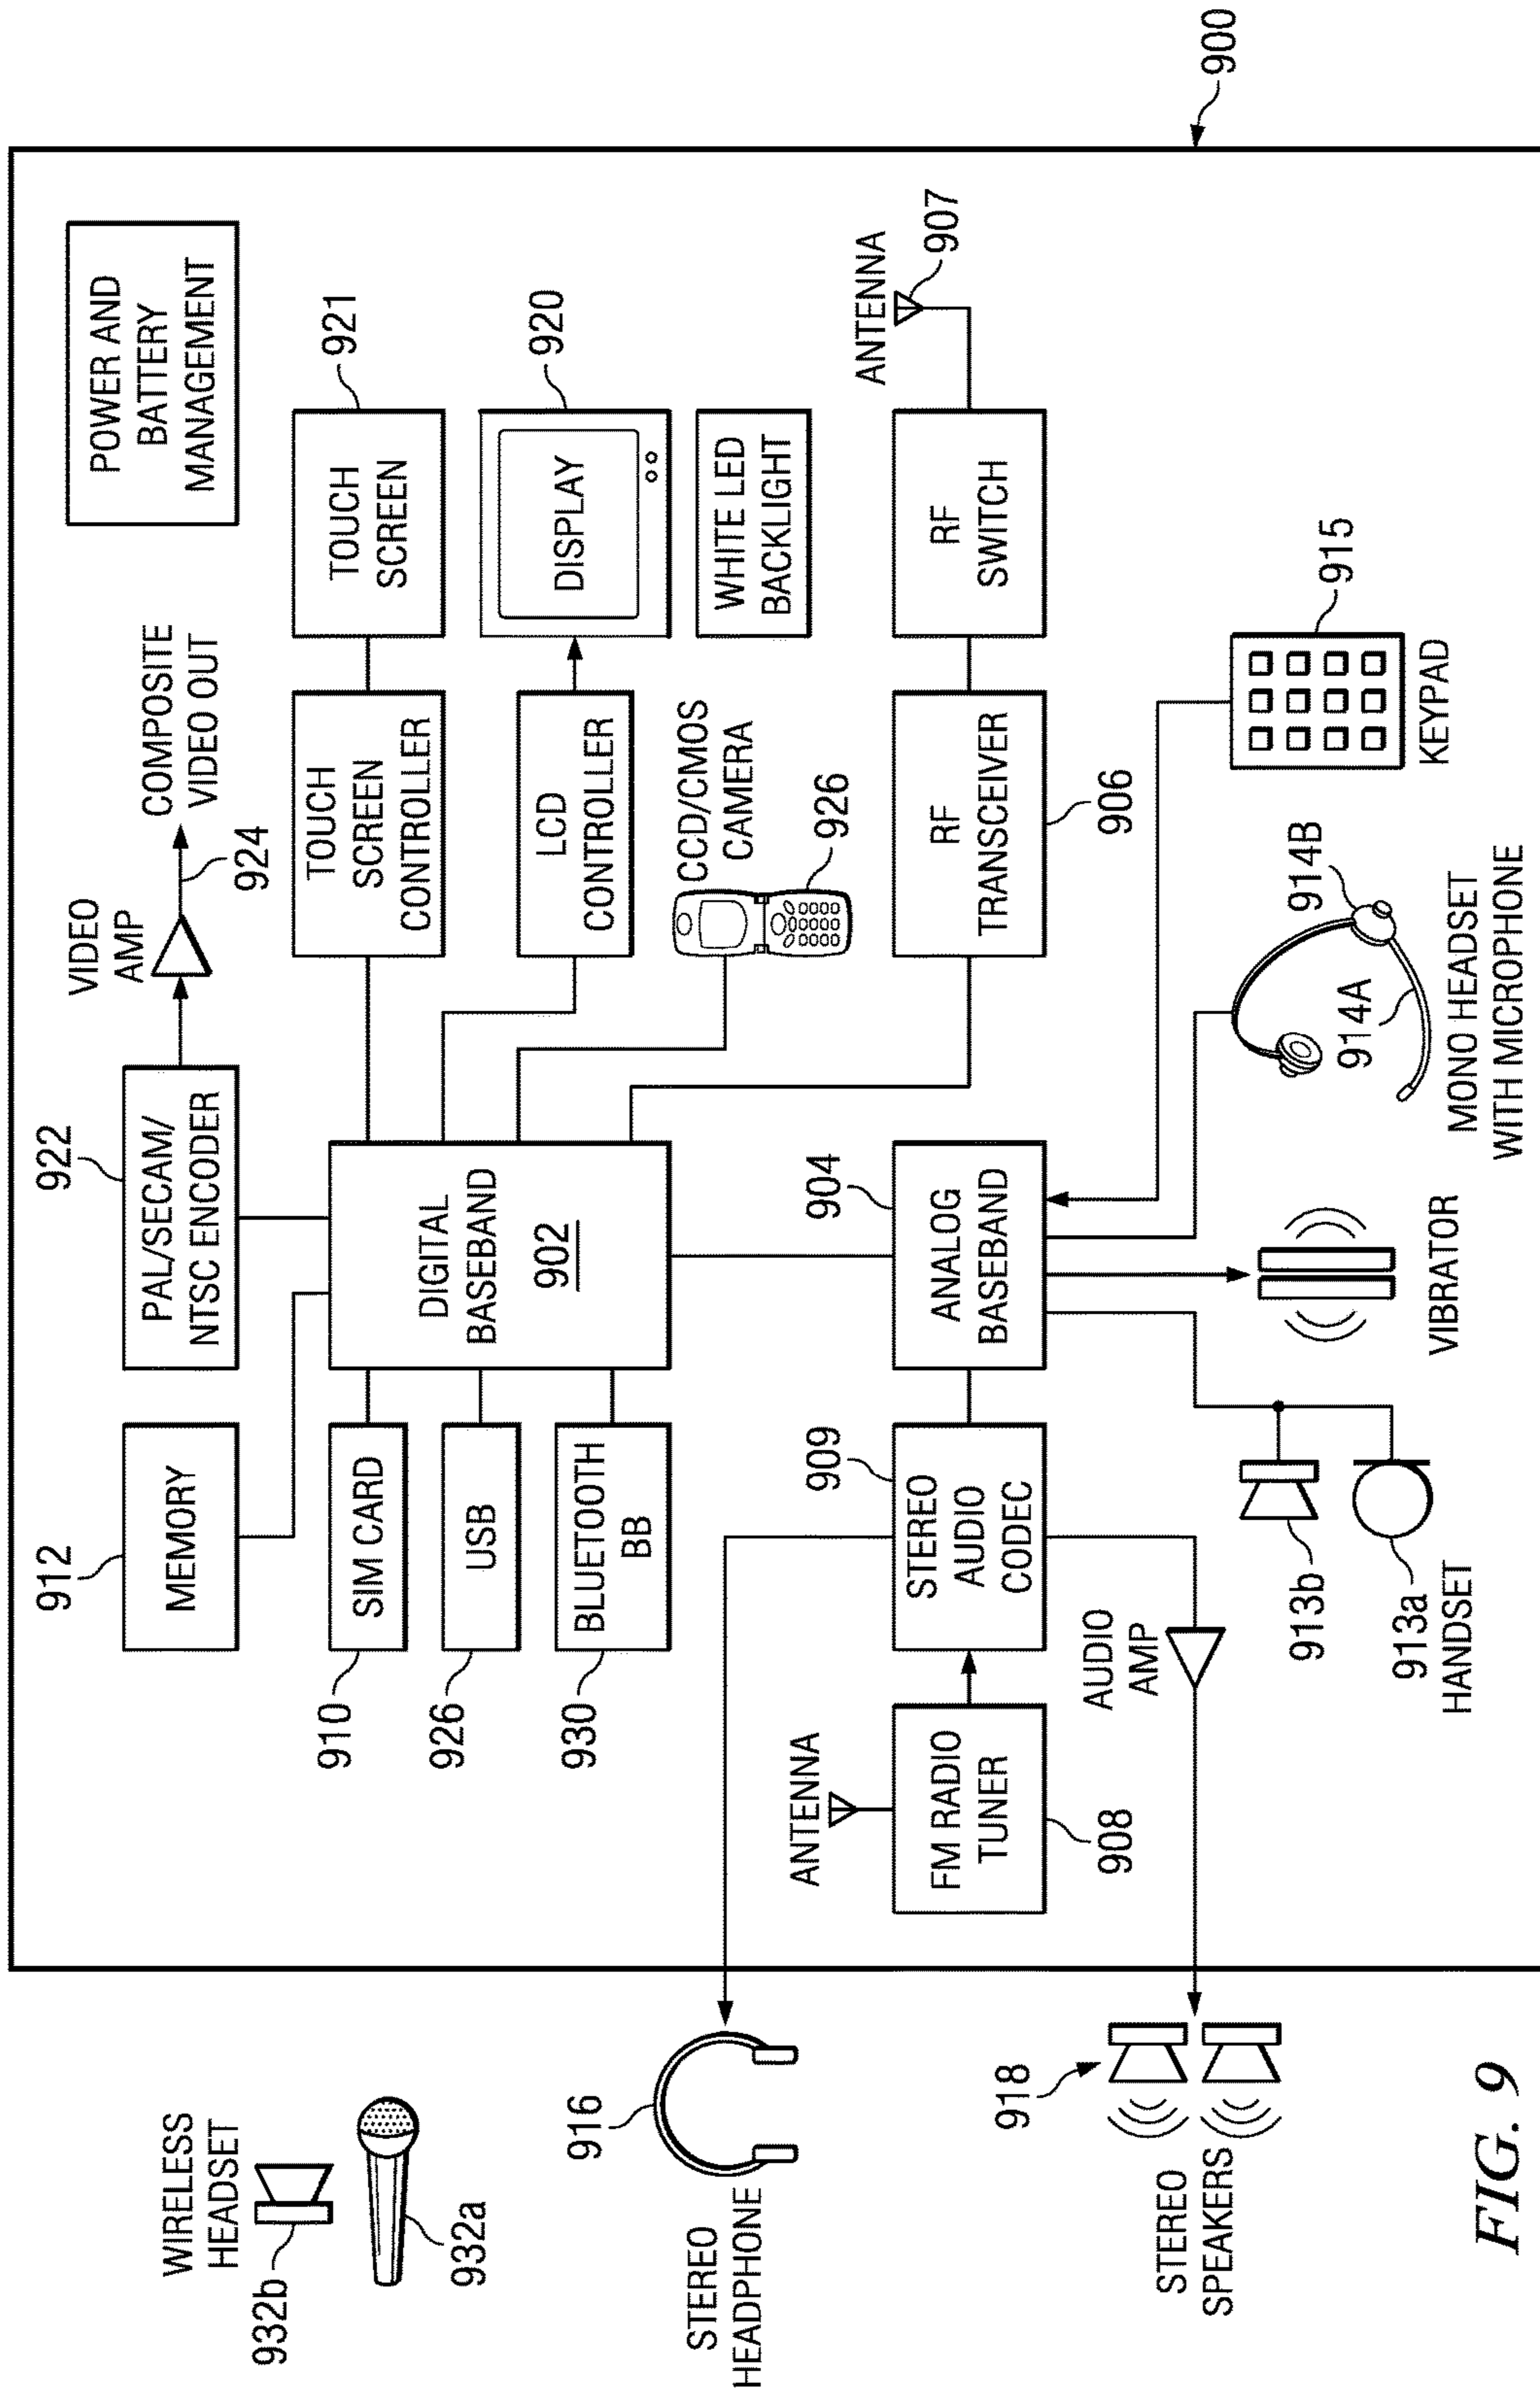 WIRELESS
HEADSET
932b
932a
916
STEREO
HEADPHONE
918
STEREO
SPEAKERS
912
MEMORY
922
PAL/SECAM/
NTSC ENCODER
VIDEO
AMP
924
COMPOSITE
VIDEO OUT
POWER AND
BATTERY
MANAGEMENT
910
SIM CARD
926
USB
930
BLUETOOTH
BB
DIGITAL
BASEBAND
902
TOUCH
SCREEN
CONTROLLER
TOUCH
SCREEN
921
LCD
CONTROLLER
DISPLAY
920
CCD/CMOS
CAMERA
926
WHITE LED
BACKLIGHT
ANTENNA
FM RADIO
TUNER
908
909
STEREO
AUDIO
CODEC
904
ANALOG
BASEBAND
RF
TRANSCEIVER
906
RF
SWITCH
ANTENNA
907
AUDIO
AMP
913b
913a
HANDSET
VIBRATOR
914A
914B
MONO HEADSET
WITH MICROPHONE
915
KEYPAD
900
FIG. 9